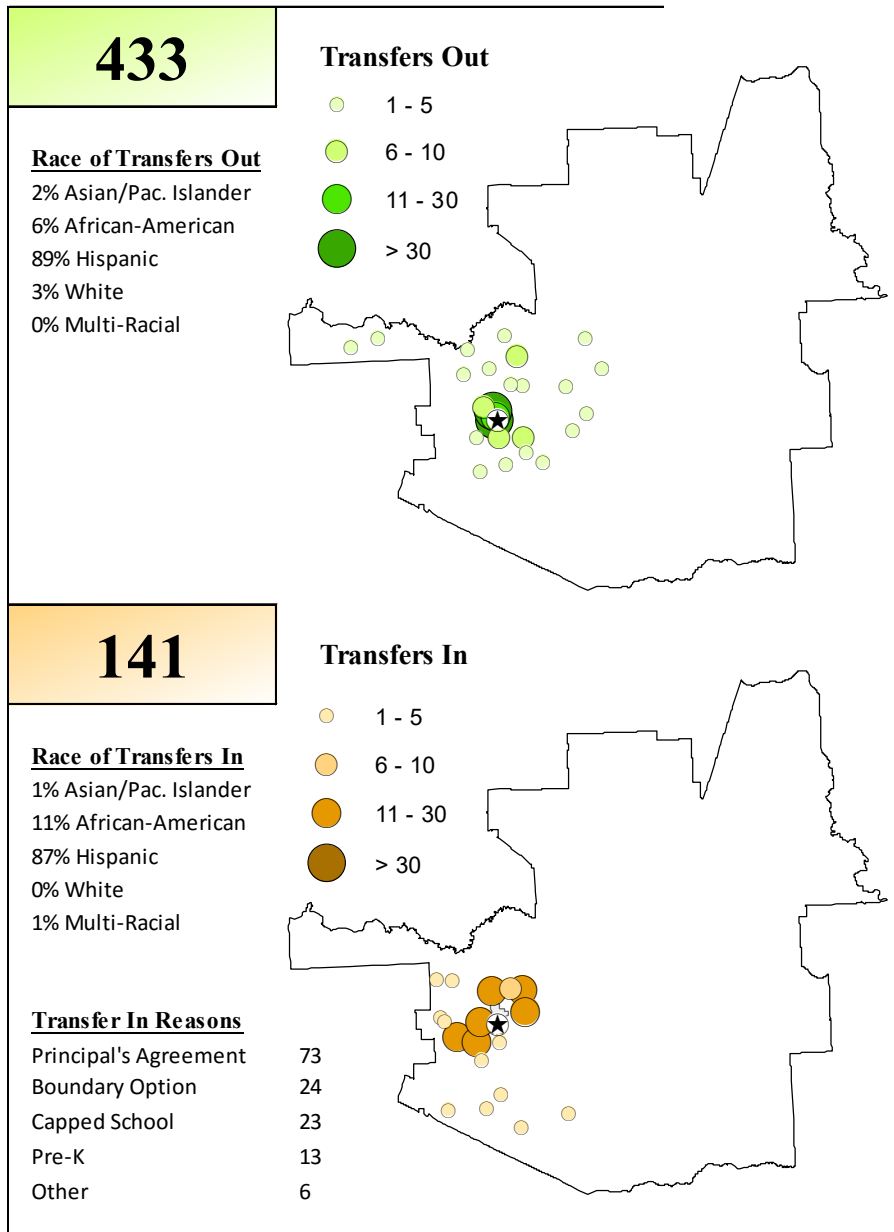 433
Race of Transfers Out
2% Asian/Pac. Islander
6% African-American
89% Hispanic
3% White
0% Multi-Racial
Transfers Out
1 - 5
6 - 10
11 - 30
> 30
141
Race of Transfers In
1% Asian/Pac. Islander
11% African-American
87% Hispanic
0% White
1% Multi-Racial
Transfer In Reasons
Principal's Agreement 73
Boundary Option 24
Capped School 23
Pre-K 13
Other 6
Transfers In
1 - 5
6 - 10
11 - 30
> 30